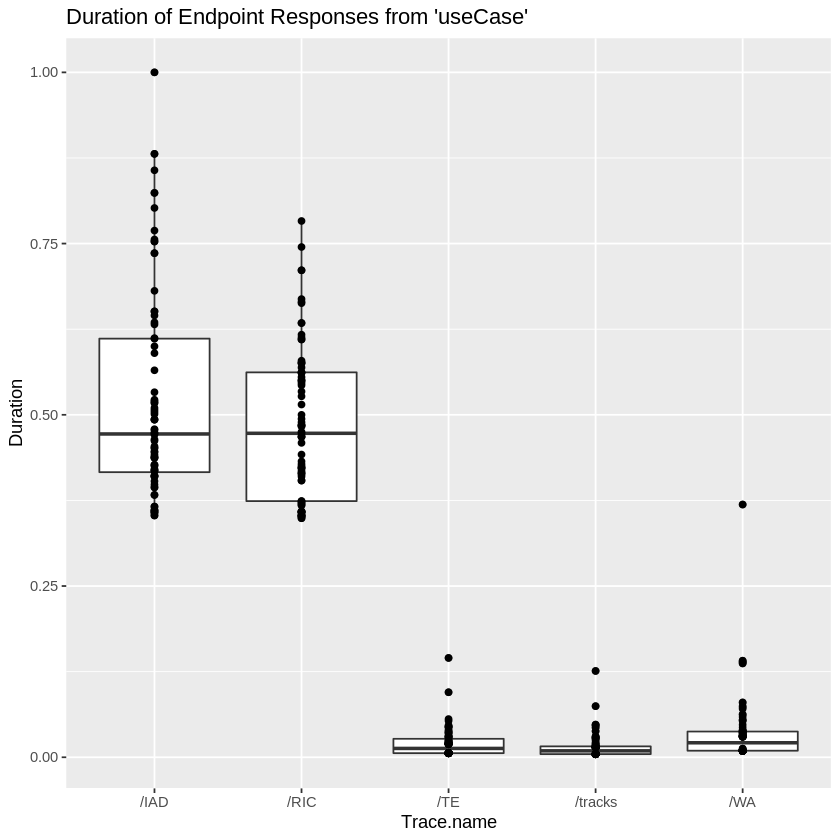 Duration of Endpoint Responses from 'useCase'
1.00
0.75
0.50
0.25
0.00
Duration
/IAD /RIC /TE /tracks /WA
Trace.name